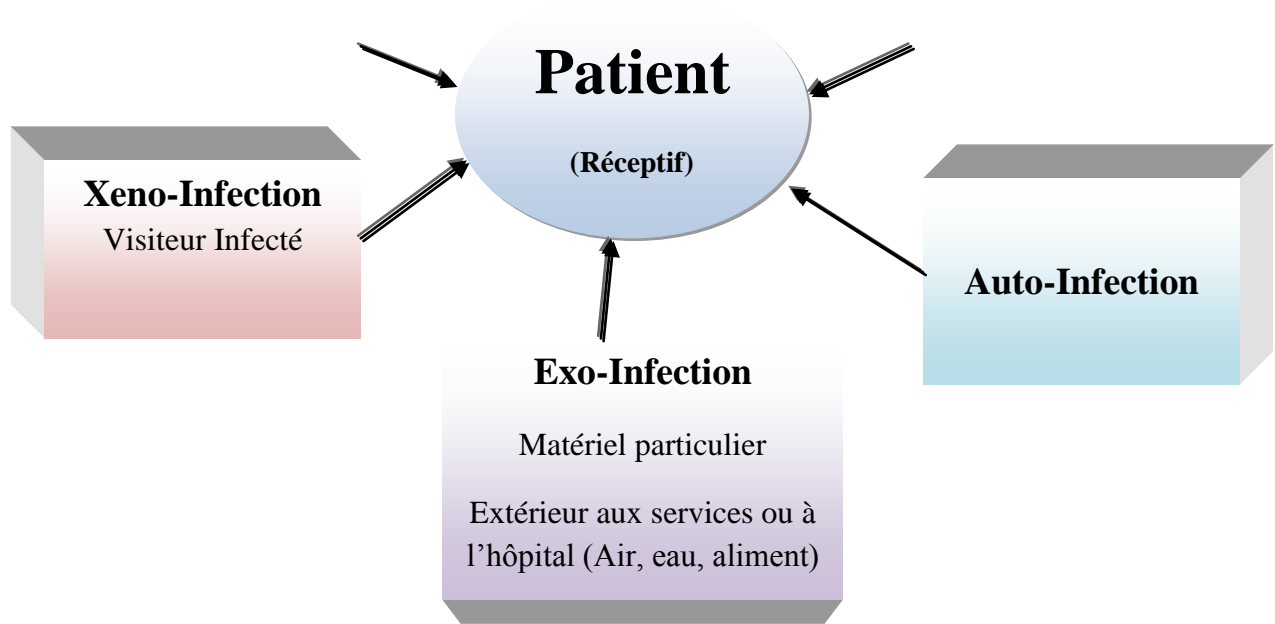 Patient
(Réceptif)
Xeno-Infection
Visiteur Infecté
Auto-Infection
Exo-Infection
Matériel particulier
Extérieur aux services ou à
l’hôpital (Air, eau, aliment)